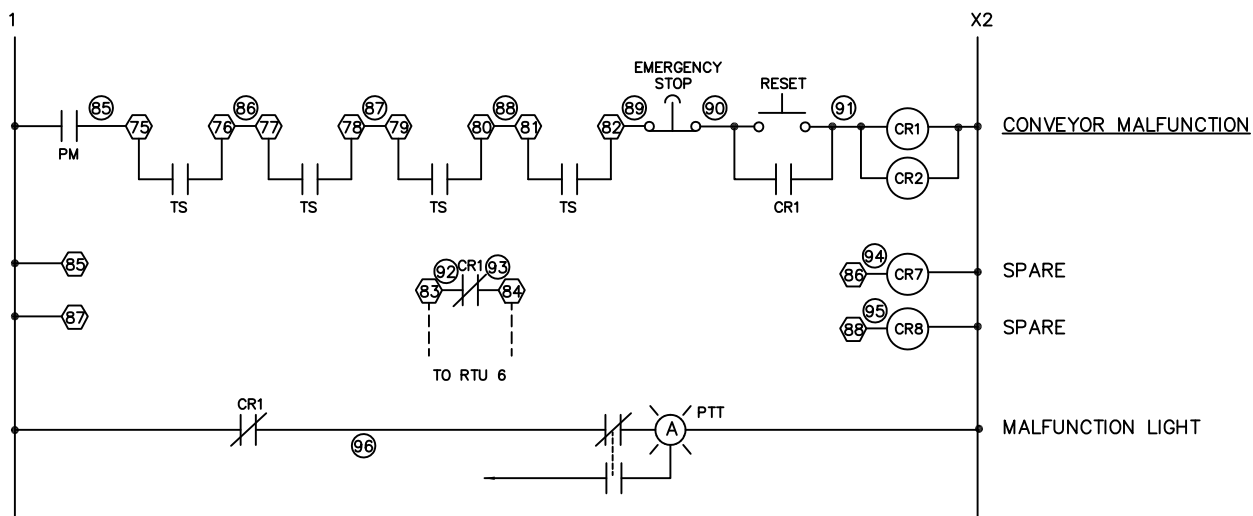 1 X2
EMERGENCY
STOP RESET
85 86 87 88 89 90 91
75 76 77 78 79 80 81 82 CR1 CONVEYOR MALFUNCTION
PM
CR2
TS TS TS TS CR1
85 92 CR1 93 94
86 CR7 SPARE
83 84
87 95
88 CR8 SPARE
TO RTU 6
CR1 PTT
A MALFUNCTION LIGHT
96